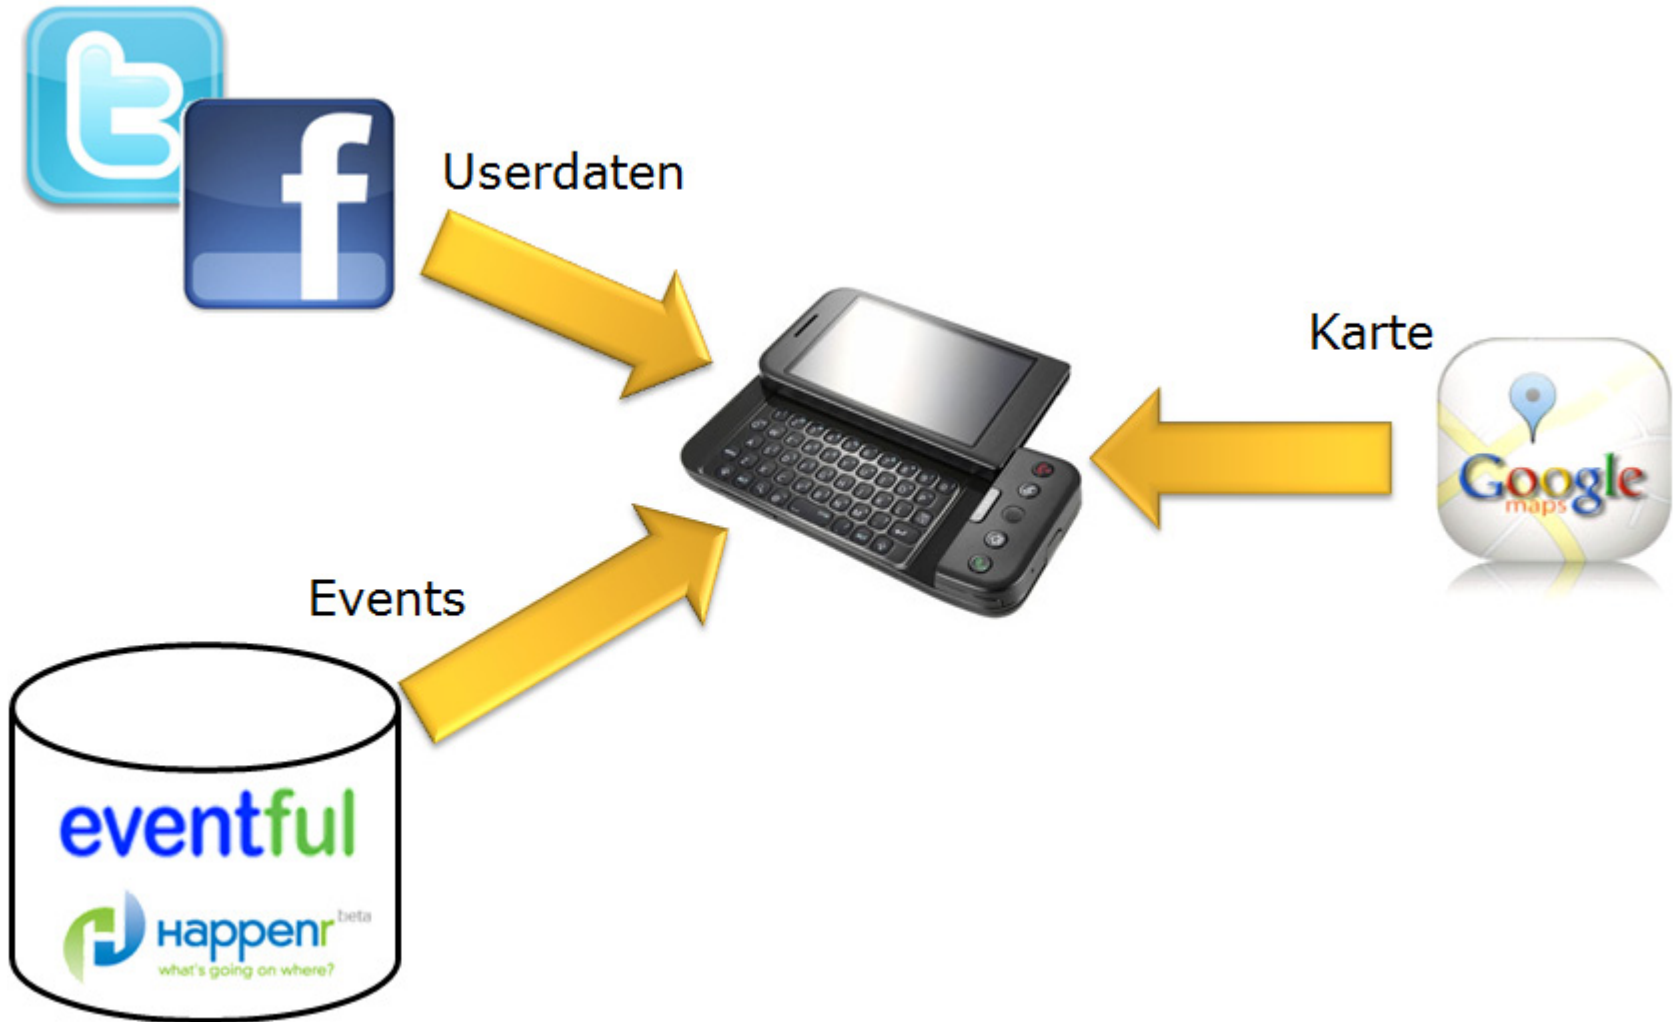 t
f
Userdaten
Karte
Google
maps
Events
eventful
Happenr beta
what's going on where?